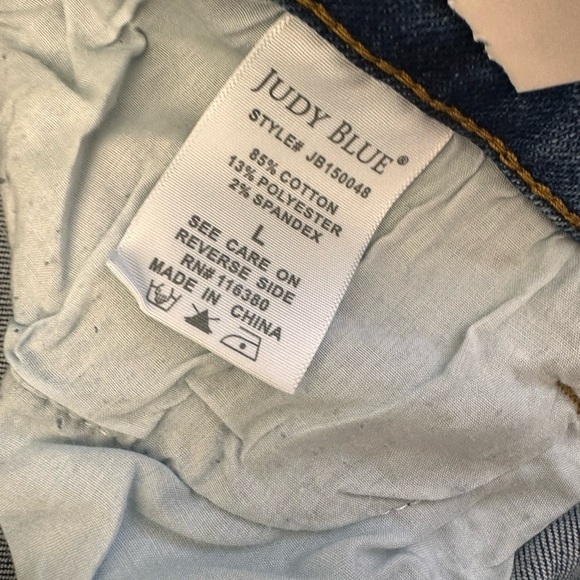 JUDY BLUE®
STYLE# JB150048
85% COTTON
13% POLYESTER
2% SPANDEX
L
SEE CARE ON
REVERSE SIDE
RN# 116380
MADE IN CHINA